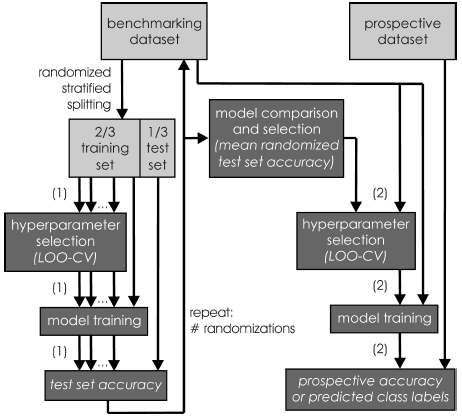 benchmarking
dataset
prospective
dataset
randomized
stratified
splitting
2/3
training
set
1/3
test
set
model comparison
and selection
(mean randomized
test set accuracy)
(1)
...
(2)
hyperparameter
selection
(LOO-CV)
hyperparameter
selection
(LOO-CV)
(1)
...
(2)
model training
repeat:
# randomizations
model training
(1)
...
(2)
test set accuracy
prospective accuracy
or predicted class labels